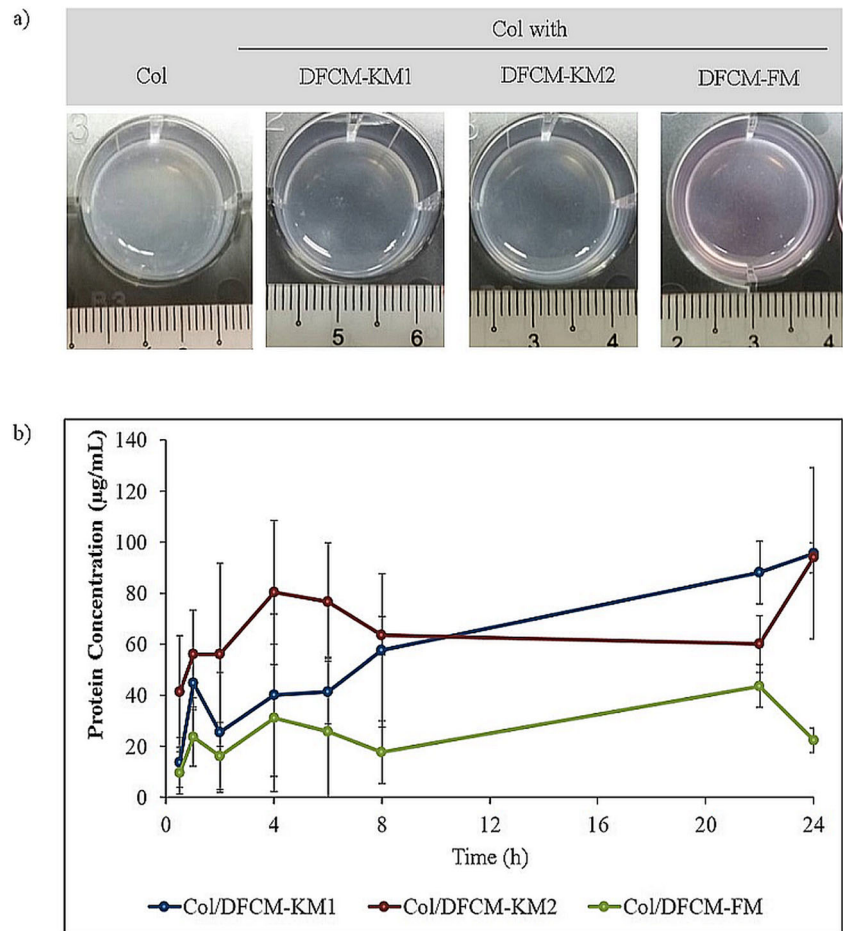 a)
Col with
Col DFCM-KM1 DFCM-KM2 DFCM-FM
3
5 6
3 4
2 3 4
b)
140
120
100
80
60
40
20
0
Protein Concentration (µg/mL)
0 4 8 12 16 20 24
Time (h)
Col/DFCM-KM1 Col/DFCM-KM2 Col/DFCM-FM